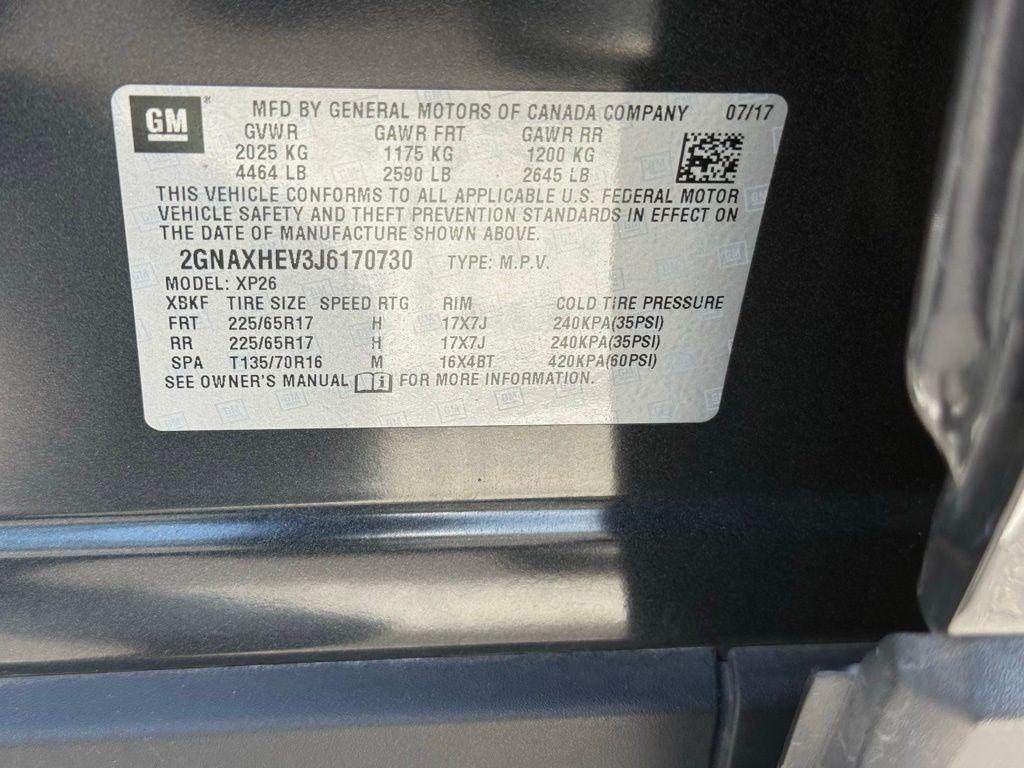 GM ® MFD BY GENERAL MOTORS OF CANADA COMPANY 07/17
GVWR GAWR FRT GAWR RR
2025 KG 1175 KG 1200 KG
4464 LB 2590 LB 2645 LB
THIS VEHICLE CONFORMS TO ALL APPLICABLE U.S. FEDERAL MOTOR
VEHICLE SAFETY AND THEFT PREVENTION STANDARDS IN EFFECT ON
THE DATE OF MANUFACTURE SHOWN ABOVE.
2GNAXHEV3J6170730 TYPE: M.P.V.
MODEL: XP26
XBKF TIRE SIZE SPEED RTG RIM COLD TIRE PRESSURE
FRT 225/65R17 H 17X7J 240KPA(35PSI)
RR 225/65R17 H 17X7J 240KPA(35PSI)
SPA T135/70R16 M 16X4BT 420KPA(60PSI)
SEE OWNER'S MANUAL i FOR MORE INFORMATION.